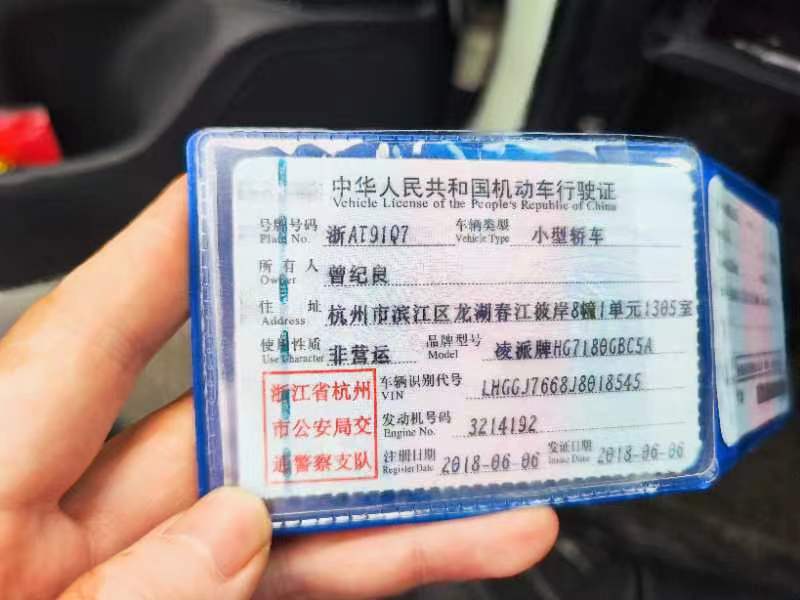 中华人民共和国机动车行驶证
Vehicle License of the People's Republic of China
号牌号码 浙AT91Q7 车辆类型 小型轿车
Plate No. Vehicle Type
所有人 曾纪良
Owner
住址 杭州市滨江区龙湖春江彼岸8幢1单元1305室
Address
使用性质 非营运 品牌型号 凌派牌HG7180GBC5A
Use Character Model
浙江省杭州
市公安局交
通警察支队
车辆识别代号 LHGGJ7668J8018545
VIN
发动机号码 3214192
Engine No.
注册日期 2018-06-06 发证日期 2018-06-06
Register Date Issue Date